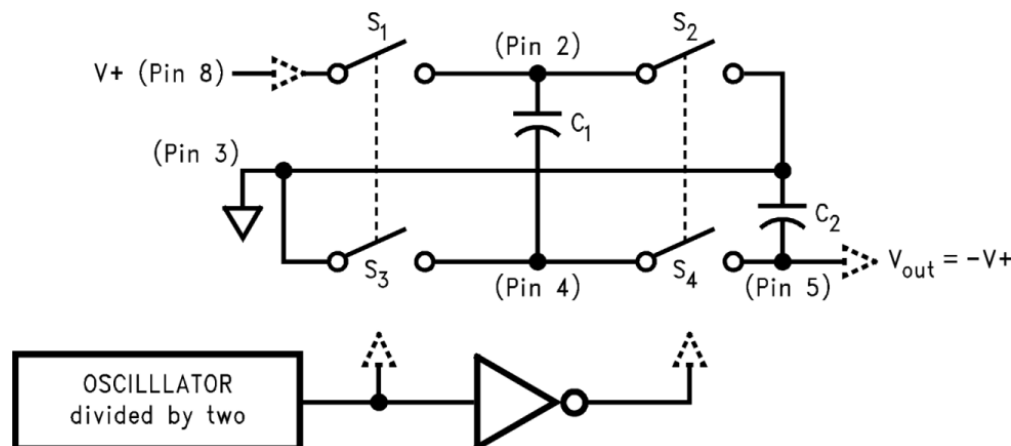 S1
(Pin 2)
S2
V+ (Pin 8)
C1
(Pin 3)
C2
S3
(Pin 4)
S4
(Pin 5)
Vout = -V+
OSCILLLATOR
divided by two